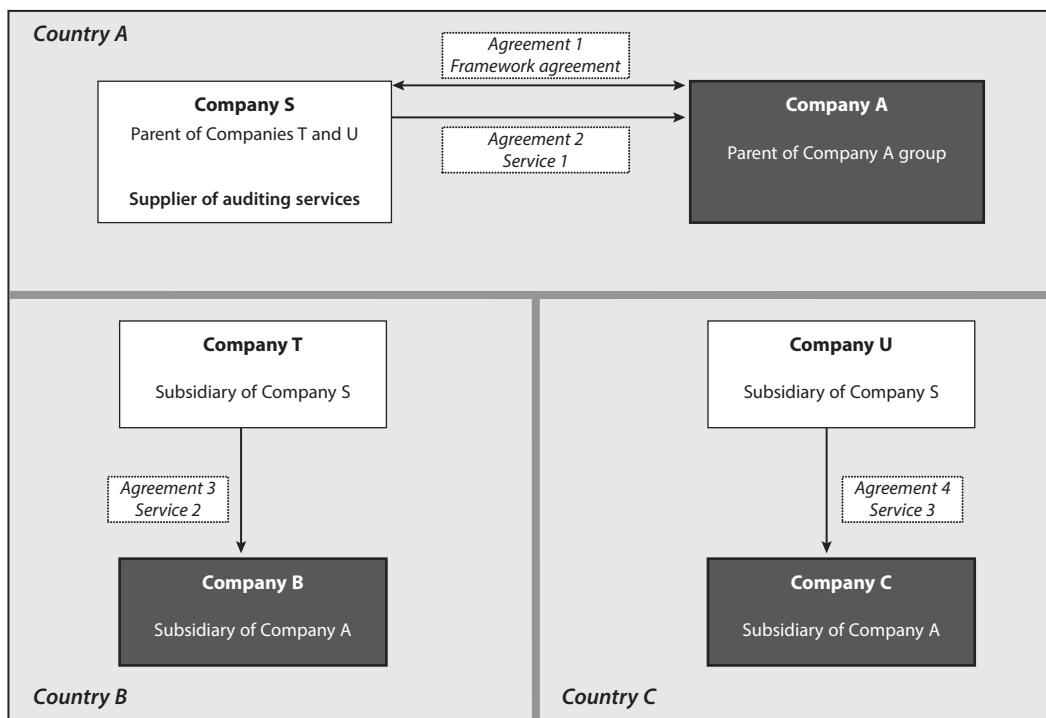 Country A
Agreement 1
Framework agreement
Company S
Parent of Companies T and U
Supplier of auditing services
Agreement 2
Service 1
Company A
Parent of Company A group
Company T
Subsidiary of Company S
Agreement 3
Service 2
Company B
Subsidiary of Company A
Country B
Company U
Subsidiary of Company S
Agreement 4
Service 3
Company C
Subsidiary of Company A
Country C